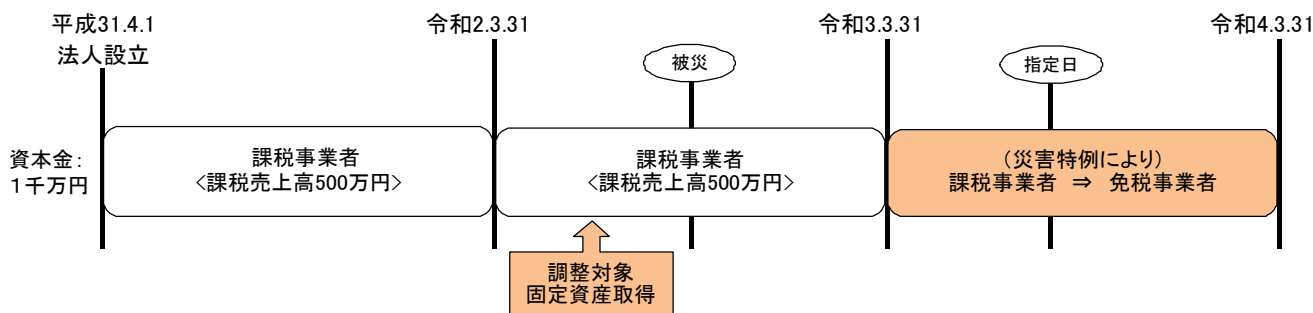 平成31.4.1
法人設立
令和2.3.31
被災
令和3.3.31
指定日
令和4.3.31
資本金：
１千万円
課税事業者
<課税売上高500万円>
課税事業者
<課税売上高500万円>
（災害特例により）
課税事業者 ⇒ 免税事業者
調整対象
固定資産取得